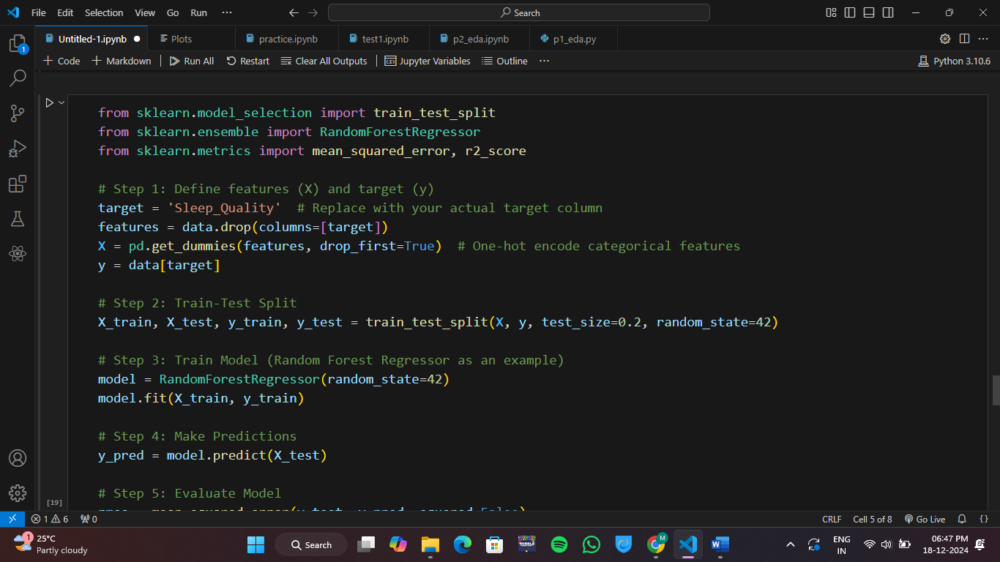 File Edit Selection View Go Run ···
Search
Untitled-1.ipynb
Plots
practice.ipynb
test1.ipynb
p2_eda.ipynb
p1_eda.py
+ Code
+ Markdown
Run All
Restart
Clear All Outputs
Jupyter Variables
Outline
···
Python 3.10.6
1
from sklearn.model_selection import train_test_split
from sklearn.ensemble import RandomForestRegressor
from sklearn.metrics import mean_squared_error, r2_score
# Step 1: Define features (X) and target (y)
target = 'Sleep_Quality'  # Replace with your actual target column
features = data.drop(columns=[target])
X = pd.get_dummies(features, drop_first=True)  # One-hot encode categorical features
y = data[target]
# Step 2: Train-Test Split
X_train, X_test, y_train, y_test = train_test_split(X, y, test_size=0.2, random_state=42)
# Step 3: Train Model (Random Forest Regressor as an example)
model = RandomForestRegressor(random_state=42)
model.fit(X_train, y_train)
# Step 4: Make Predictions
y_pred = model.predict(X_test)
# Step 5: Evaluate Model
[19]
1 6 0
CRLF Cell 5 of 8 Go Live {}
1
25°C
Partly cloudy
Search
M
ENG
IN
06:47 PM
18-12-2024